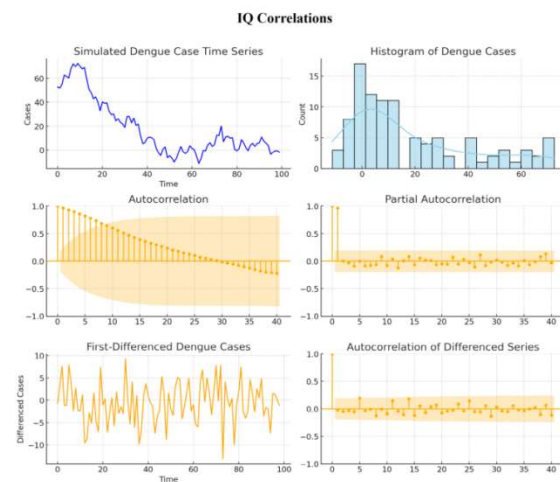 IQ Correlations
Simulated Dengue Case Time Series
Cases
60
40
20
0
0 20 40 60 80 100
Time
Histogram of Dengue Cases
Count
15
10
5
0
0 20 40 60
Autocorrelation
1.0
0.5
0.0
−0.5
−1.0
0 5 10 15 20 25 30 35 40
Partial Autocorrelation
1.0
0.5
0.0
−0.5
−1.0
0 5 10 15 20 25 30 35 40
First-Differenced Dengue Cases
Differenced Cases
10
5
0
−5
−10
0 20 40 60 80 100
Time
Autocorrelation of Differenced Series
1.0
0.5
0.0
−0.5
−1.0
0 5 10 15 20 25 30 35 40